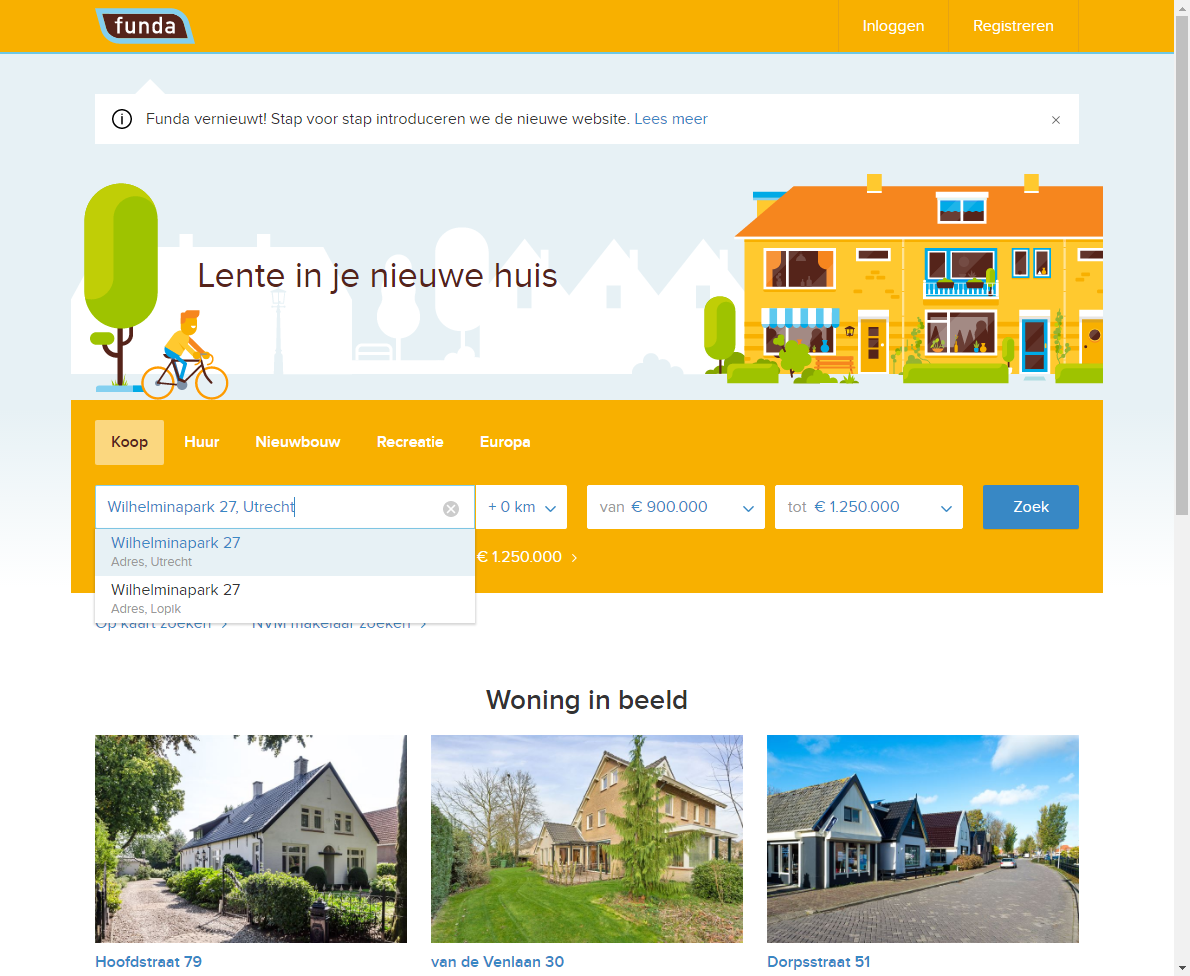 funda
Inloggen
Registreren
Funda vernieuwt! Stap voor stap introduceren we de nieuwe website. Lees meer
Lente in je nieuwe huis
Koop
Huur
Nieuwbouw
Recreatie
Europa
Wilhelminapark 27, Utrecht
+ 0 km
van € 900.000
tot € 1.250.000
Zoek
Wilhelminapark 27
Adres, Utrecht
€ 1.250.000 ›
Wilhelminapark 27
Adres, Lopik
Op kaart zoeken ›
NVM makelaar zoeken ›
Woning in beeld
Hoofdstraat 79
van de Venlaan 30
Dorpsstraat 51